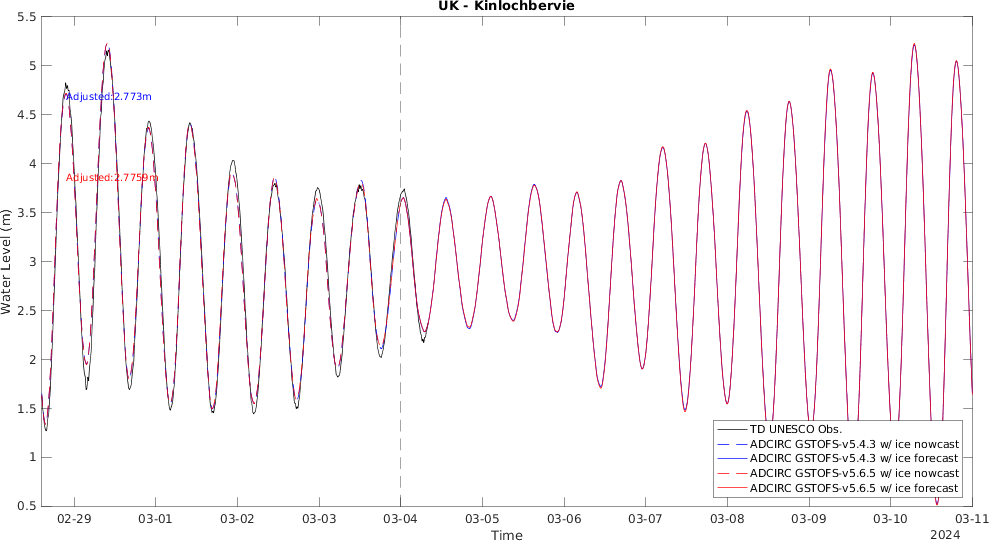 UK - Kinlochbervie
5.5
5
4.5
4
3.5
3
2.5
2
1.5
1
0.5
Water Level (m)
Adjusted:2.773m
Adjusted:2.7759m
TD UNESCO Obs.
ADCIRC GSTOFS-v5.4.3 w/ ice nowcast
ADCIRC GSTOFS-v5.4.3 w/ ice forecast
ADCIRC GSTOFS-v5.6.5 w/ ice nowcast
ADCIRC GSTOFS-v5.6.5 w/ ice forecast
02-29 03-01 03-02 03-03 03-04 03-05 03-06 03-07 03-08 03-09 03-10 03-11
Time
2024